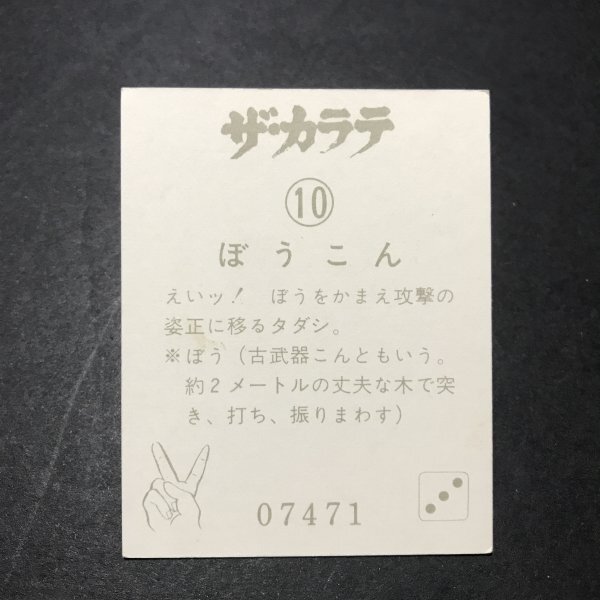 ザ・カラテ
⑩
ぼうこん
えいッ！　ぼうをかまえ攻撃の
姿正に移るタダシ。
※ぼう（古武器こんともいう。
約２メートルの丈夫な木で突
き、打ち、振りまわす）
07471